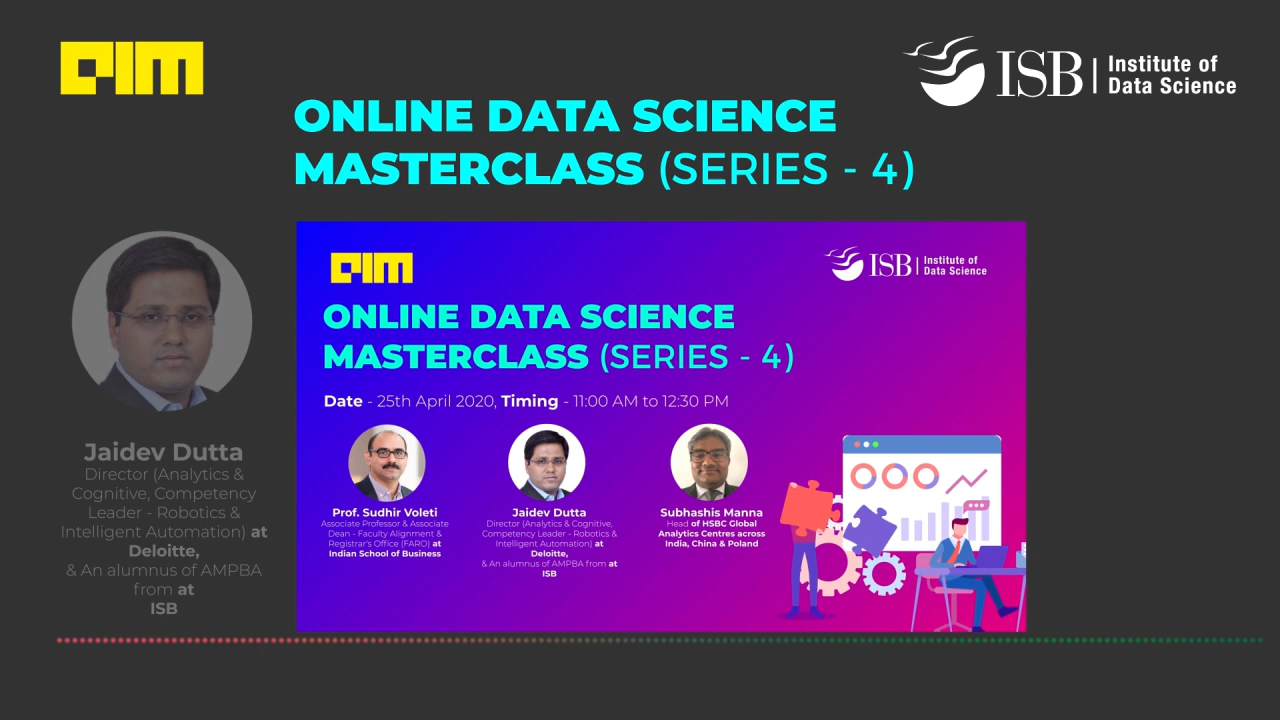 AIM
ISB | Institute of
Data Science
ONLINE DATA SCIENCE
MASTERCLASS (SERIES - 4)
AIM
ISB | Institute of
Data Science
ONLINE DATA SCIENCE
MASTERCLASS (SERIES - 4)
Date - 25th April 2020, Timing - 11:00 AM to 12:30 PM
Prof. Sudhir Voleti
Associate Professor & Associate
Dean - Faculty Alignment &
Registrar's Office (FARO) at
Indian School of Business
Jaidev Dutta
Director (Analytics & Cognitive,
Competency Leader - Robotics &
Intelligent Automation) at
Deloitte,
& An alumnus of AMPBA from at
ISB
Subhashis Manna
Head of HSBC Global
Analytics Centres across
India, China & Poland
Jaidev Dutta
Director (Analytics &
Cognitive, Competency
Leader - Robotics &
Intelligent Automation) at
Deloitte,
& An alumnus of AMPBA
from at
ISB